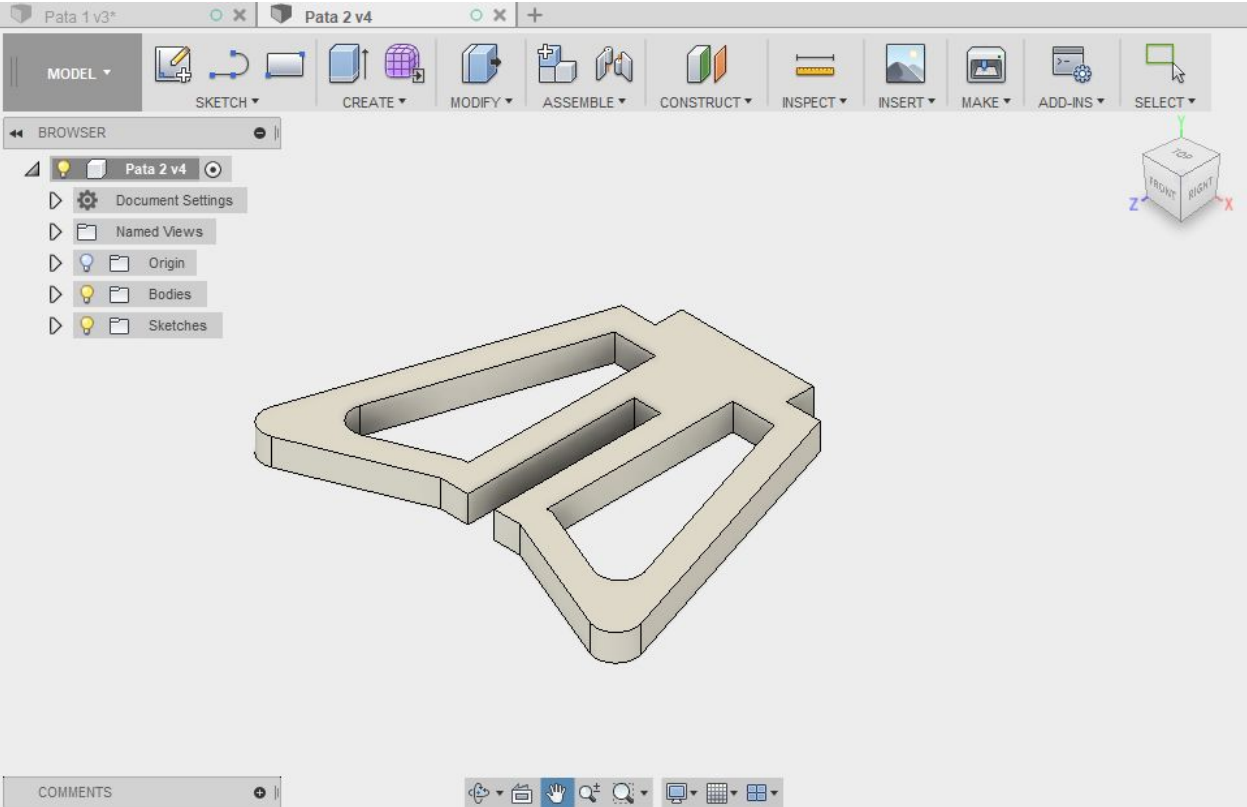 Pata 1 v3*
Pata 2 v4
MODEL
SKETCH
CREATE
MODIFY
ASSEMBLE
CONSTRUCT
INSPECT
INSERT
MAKE
ADD-INS
SELECT
BROWSER
Pata 2 v4
Document Settings
Named Views
Origin
Bodies
Sketches
Y
TOP
FRONT
RIGHT
Z
X
COMMENTS